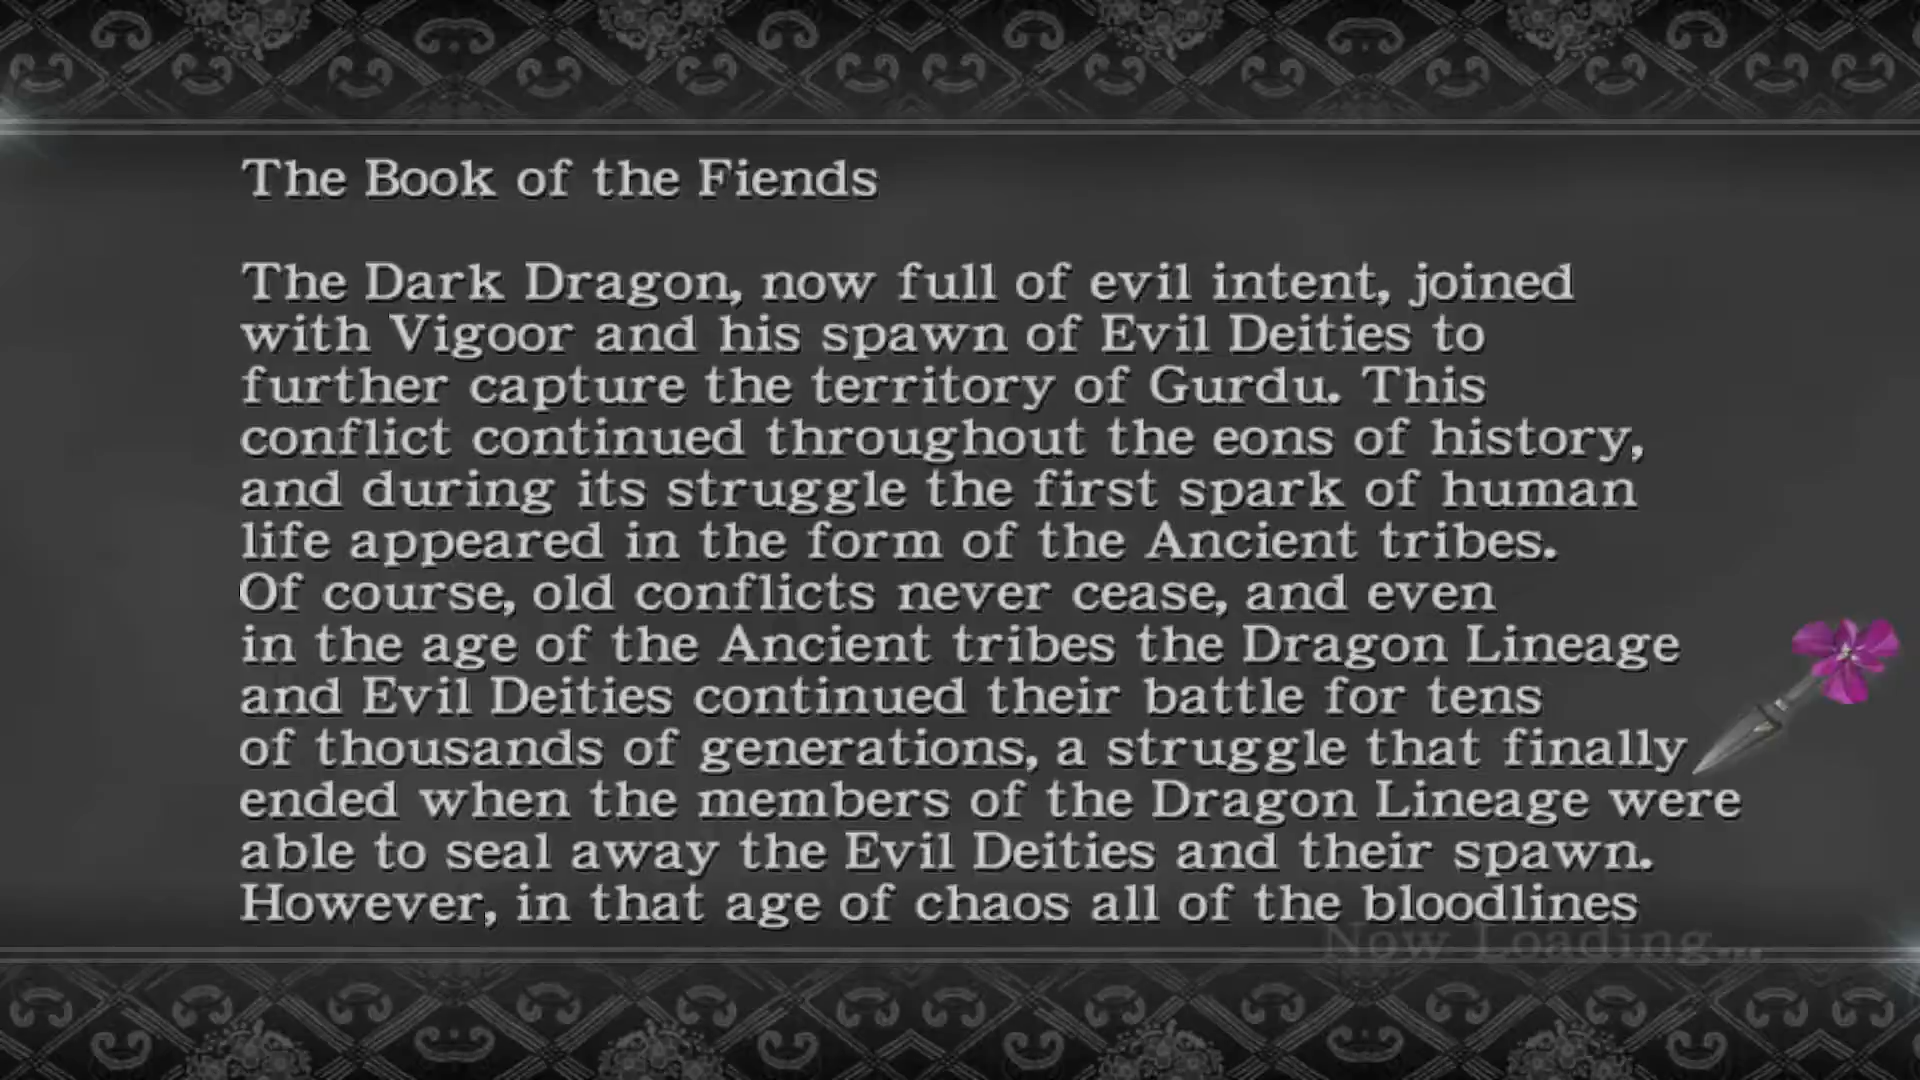 The Book of the Fiends
The Dark Dragon, now full of evil intent, joined
with Vigoor and his spawn of Evil Deities to
further capture the territory of Gurdu. This
conflict continued throughout the eons of history,
and during its struggle the first spark of human
life appeared in the form of the Ancient tribes.
Of course, old conflicts never cease, and even
in the age of the Ancient tribes the Dragon Lineage
and Evil Deities continued their battle for tens
of thousands of generations, a struggle that finally
ended when the members of the Dragon Lineage were
able to seal away the Evil Deities and their spawn.
However, in that age of chaos all of the bloodlines
Now Loading...